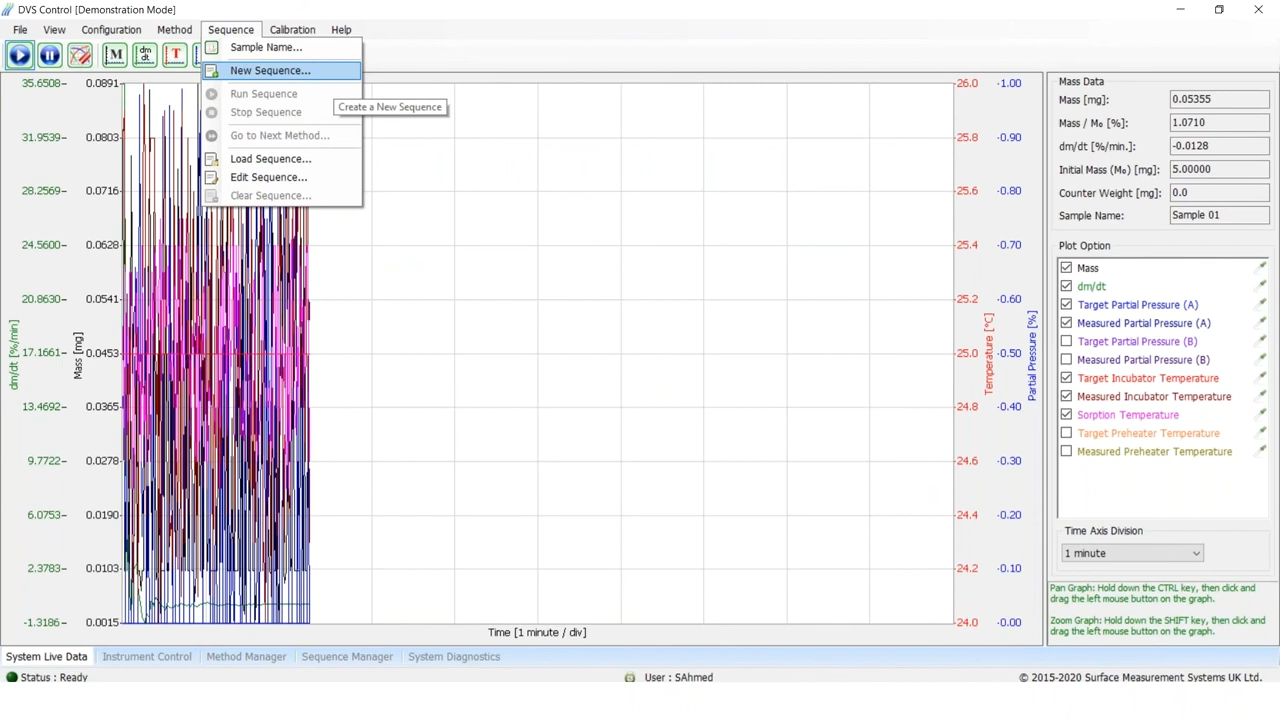 DVS Control [Demonstration Mode]
File View Configuration Method Sequence Calibration Help
M
dm
dt
T
Sample Name...
New Sequence...
Run Sequence
Create a New Sequence
Stop Sequence
Go to Next Method...
Load Sequence...
Edit Sequence...
Clear Sequence...
35.6508 0.0891 26.0 1.00
31.9539 0.0803 25.8 0.90
28.2569 0.0716 25.6 0.80
24.5600 0.0628 25.4 0.70
20.8630 0.0541 25.2 0.60
17.1661 0.0453 25.0 0.50
13.4692 0.0365 24.8 0.40
9.7722 0.0278 24.6 0.30
6.0753 0.0190 24.4 0.20
2.3783 0.0103 24.2 0.10
-1.3186 0.0015 24.0 0.00
dm/dt [%/min]
Mass [mg]
Temperature [°C]
Partial Pressure [%]
Time [1 minute / div]
Mass Data
Mass [mg]: 0.05355
Mass / M₀ [%]: 1.0710
dm/dt [%/min.]: -0.0128
Initial Mass (M₀) [mg]: 5.00000
Counter Weight [mg]: 0.0
Sample Name: Sample 01
Plot Option
Mass
dm/dt
Target Partial Pressure (A)
Measured Partial Pressure (A)
Target Partial Pressure (B)
Measured Partial Pressure (B)
Target Incubator Temperature
Measured Incubator Temperature
Sorption Temperature
Target Preheater Temperature
Measured Preheater Temperature
Time Axis Division
1 minute
Pan Graph: Hold down the CTRL key, then click and
drag the left mouse button on the graph.
Zoom Graph: Hold down the SHIFT key, then click and
drag the left mouse button on the graph.
System Live Data Instrument Control Method Manager Sequence Manager System Diagnostics
Status : Ready User : SAhmed © 2015-2020 Surface Measurement Systems UK Ltd.